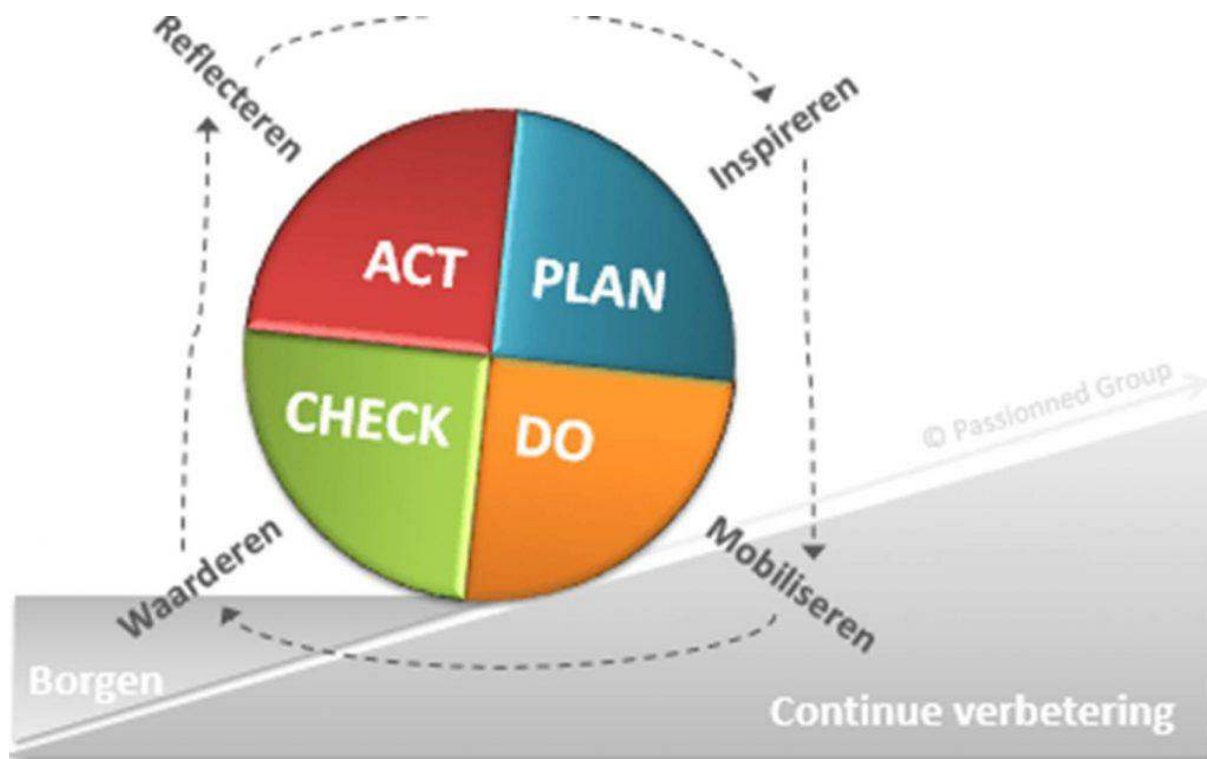 Reflecteren
Inspireren
ACT
PLAN
CHECK
DO
© Passionned Group
Waarderen
Mobiliseren
Borgen
Continue verbetering